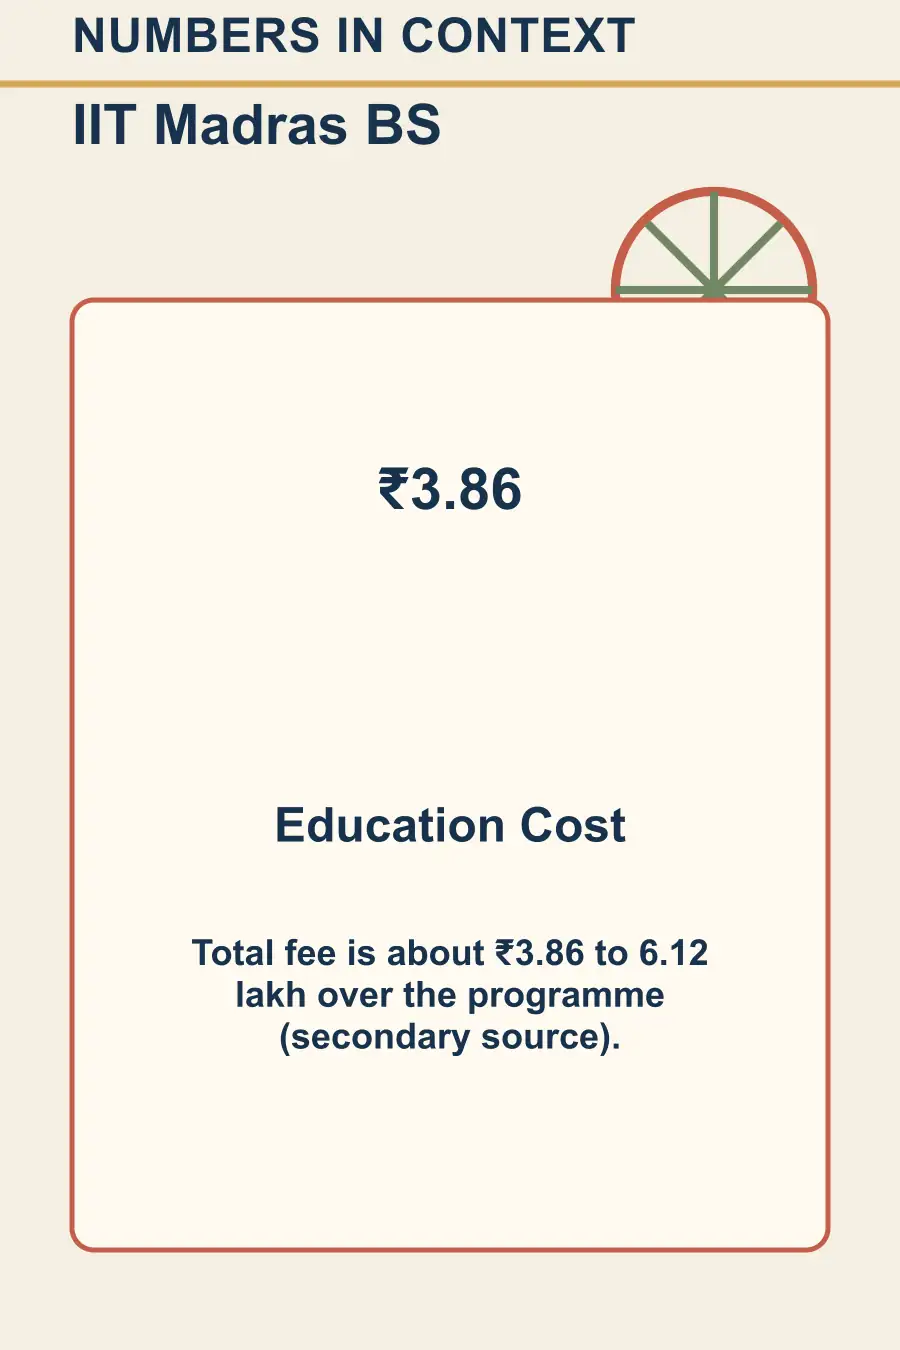 NUMBERS IN CONTEXT
IIT Madras BS
₹3.86
Education Cost
Total fee is about ₹3.86 to 6.12
lakh over the programme
(secondary source).